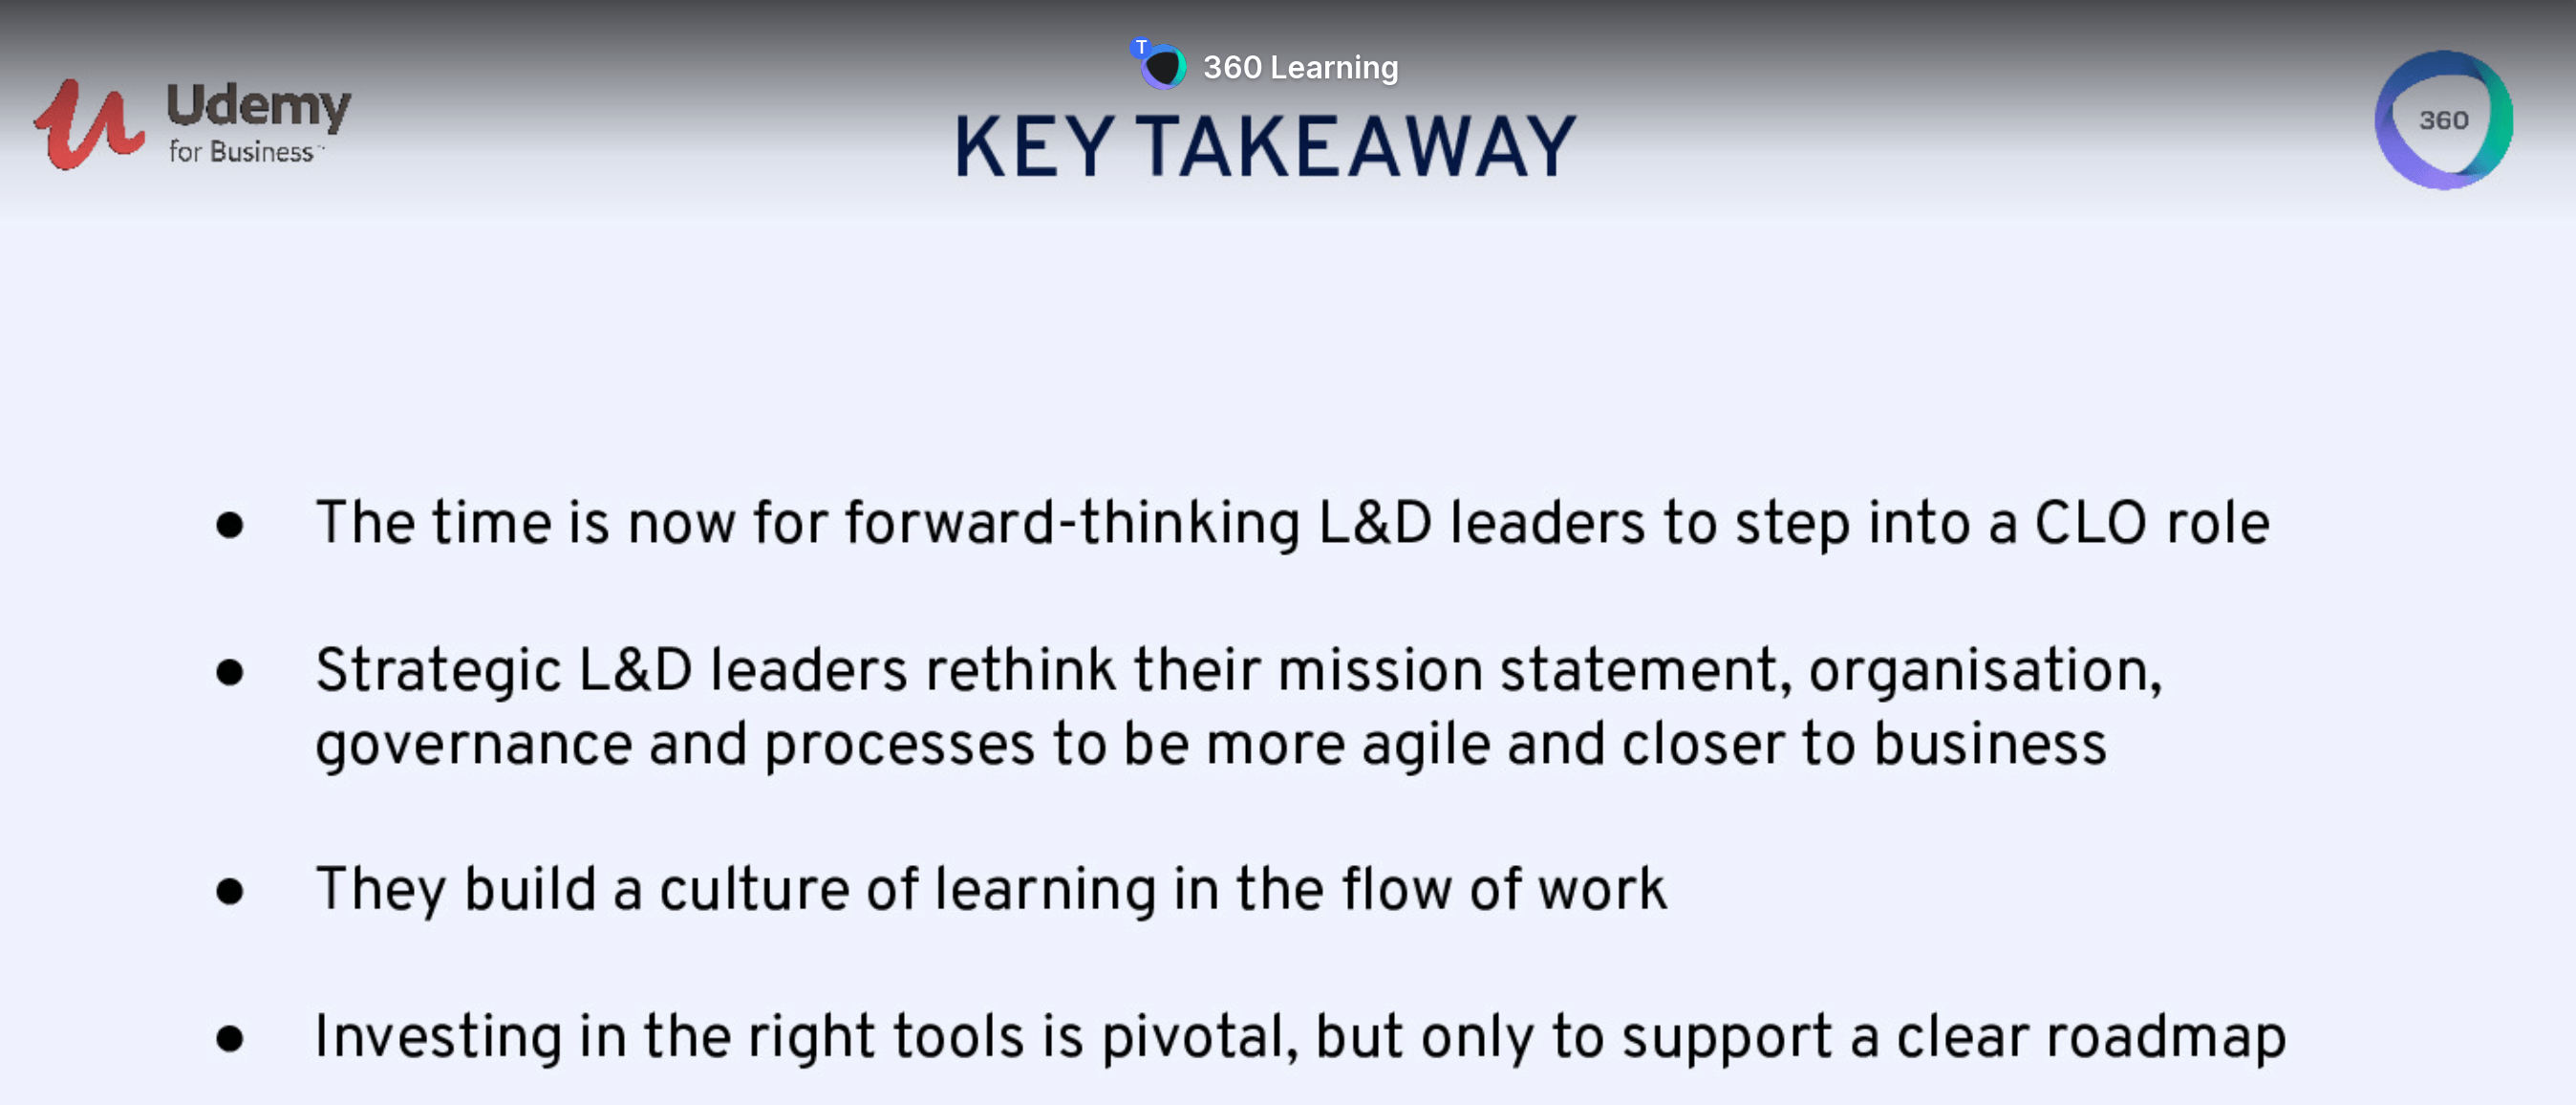 T
360 Learning
Udemy
for Business™
KEY TAKEAWAY
360
● The time is now for forward-thinking L&D leaders to step into a CLO role
● Strategic L&D leaders rethink their mission statement, organisation,
governance and processes to be more agile and closer to business
● They build a culture of learning in the flow of work
● Investing in the right tools is pivotal, but only to support a clear roadmap